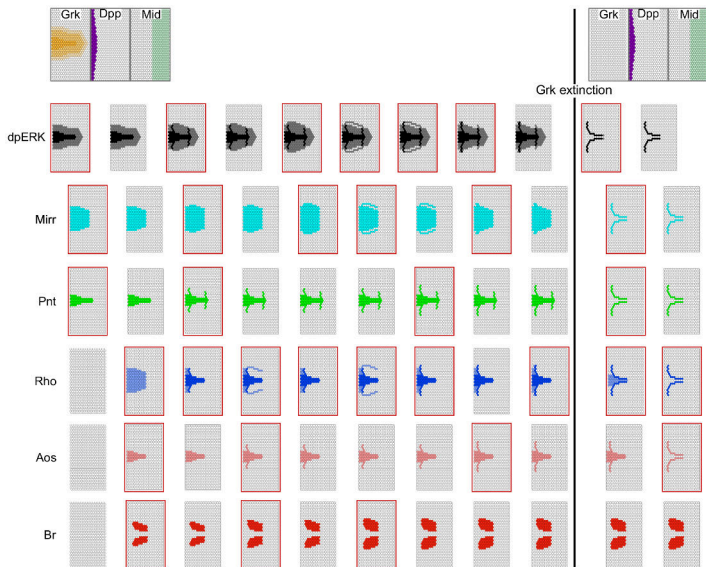 Grk Dpp Mid
Grk Dpp Mid
Grk extinction
dpERK
Mirr
Pnt
Rho
Aos
Br